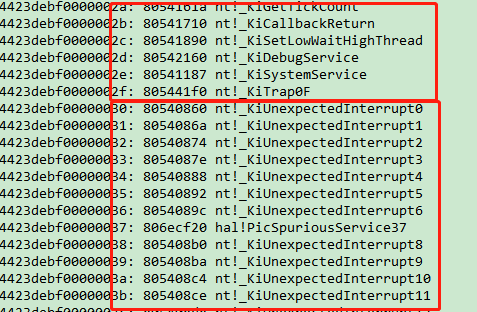 4423debf0000002a: 8054161a nt!_KiGetTickCount
4423debf0000002b: 80541710 nt!_KiCallbackReturn
4423debf0000002c: 80541890 nt!_KiSetLowWaitHighThread
4423debf0000002d: 80542160 nt!_KiDebugService
4423debf0000002e: 80541187 nt!_KiSystemService
4423debf0000002f: 805441f0 nt!_KiTrap0F
4423debf00000030: 80540860 nt!_KiUnexpectedInterrupt0
4423debf00000031: 8054086a nt!_KiUnexpectedInterrupt1
4423debf00000032: 80540874 nt!_KiUnexpectedInterrupt2
4423debf00000033: 8054087e nt!_KiUnexpectedInterrupt3
4423debf00000034: 80540888 nt!_KiUnexpectedInterrupt4
4423debf00000035: 80540892 nt!_KiUnexpectedInterrupt5
4423debf00000036: 8054089c nt!_KiUnexpectedInterrupt6
4423debf00000037: 806ecf20 hal!PicSpuriousService37
4423debf00000038: 805408b0 nt!_KiUnexpectedInterrupt8
4423debf00000039: 805408ba nt!_KiUnexpectedInterrupt9
4423debf0000003a: 805408c4 nt!_KiUnexpectedInterrupt10
4423debf0000003b: 805408ce nt!_KiUnexpectedInterrupt11